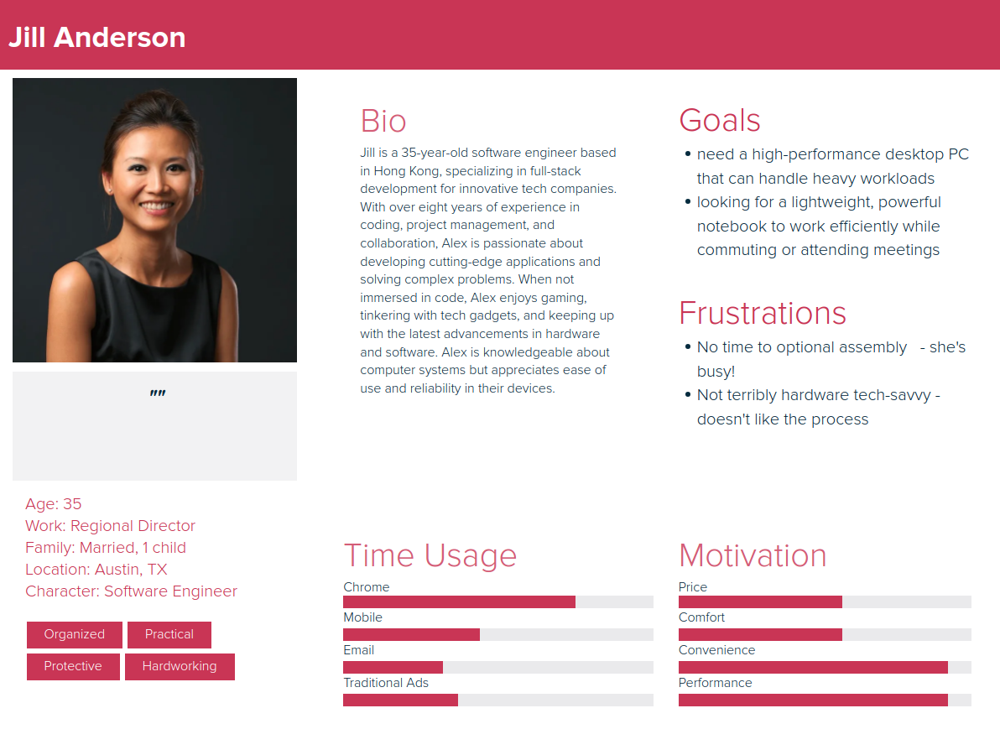 Jill Anderson
""
Age: 35
Work: Regional Director
Family: Married, 1 child
Location: Austin, TX
Character: Software Engineer
Organized
Practical
Protective
Hardworking
Bio
Jill is a 35-year-old software engineer based
in Hong Kong, specializing in full-stack
development for innovative tech companies.
With over eight years of experience in
coding, project management, and
collaboration, Alex is passionate about
developing cutting-edge applications and
solving complex problems. When not
immersed in code, Alex enjoys gaming,
tinkering with tech gadgets, and keeping up
with the latest advancements in hardware
and software. Alex is knowledgeable about
computer systems but appreciates ease of
use and reliability in their devices.
Goals
• need a high-performance desktop PC
that can handle heavy workloads
• looking for a lightweight, powerful
notebook to work efficiently while
commuting or attending meetings
Frustrations
• No time to optional assembly   - she's
busy!
• Not terribly hardware tech-savvy -
doesn't like the process
Time Usage
Chrome
Mobile
Email
Traditional Ads
Motivation
Price
Comfort
Convenience
Performance